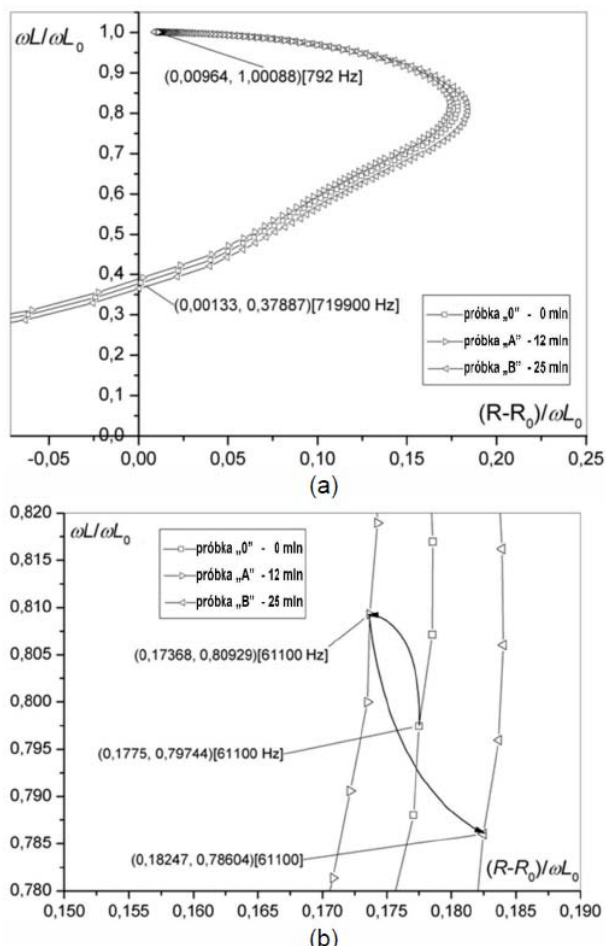 (a)
ωL/ωL₀
1,0
0,9
0,8
0,7
0,6
0,5
0,4
0,3
0,2
0,1
0,0
(0,00964, 1,00088)[792 Hz]
(0,00133, 0,37887)[719900 Hz]
próbka „0” - 0 mln
próbka „A” - 12 mln
próbka „B” - 25 mln
(R-R₀)/ωL₀
-0,05 0,00 0,05 0,10 0,15 0,20 0,25
(a)
0,820
0,815
0,810
0,805
0,800
0,795
0,790
0,785
0,780
ωL/ωL₀
próbka „0” - 0 mln
próbka „A” - 12 mln
próbka „B” - 25 mln
(0,17368, 0,80929)[61100 Hz]
(0,1775, 0,79744)[61100 Hz]
(0,18247, 0,78604)[61100]
(R-R₀)/ωL₀
0,150 0,155 0,160 0,165 0,170 0,175 0,180 0,185 0,190
(b)